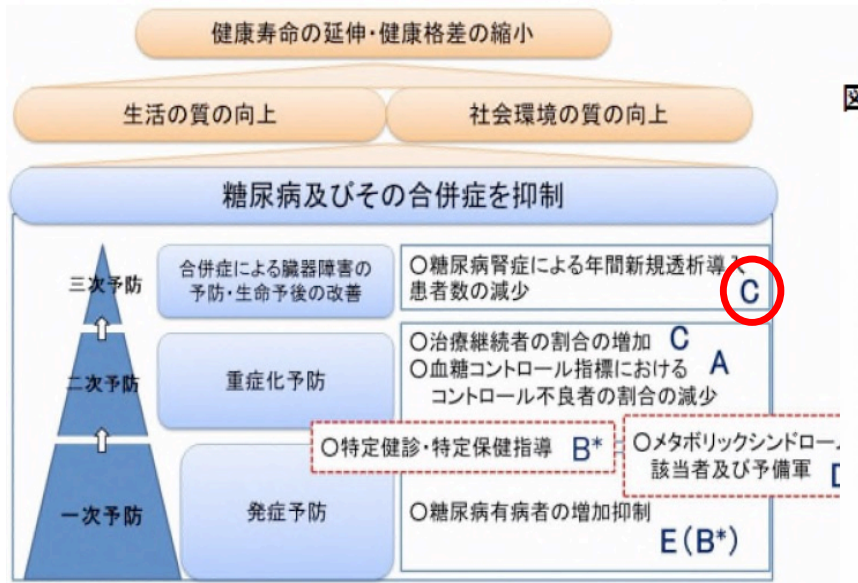 健康寿命の延伸・健康格差の縮小
生活の質の向上
社会環境の質の向上
糖尿病及びその合併症を抑制
三次予防
合併症による臓器障害の
予防・生命予後の改善
〇糖尿病腎症による年間新規透析導入
患者数の減少
C
二次予防
重症化予防
〇治療継続者の割合の増加 C
〇血糖コントロール指標における A
コントロール不良者の割合の減少
〇特定健診・特定保健指導 B*
〇メタボリックシンドローム
該当者及び予備軍
一次予防
発症予防
〇糖尿病有病者の増加抑制
E(B*)